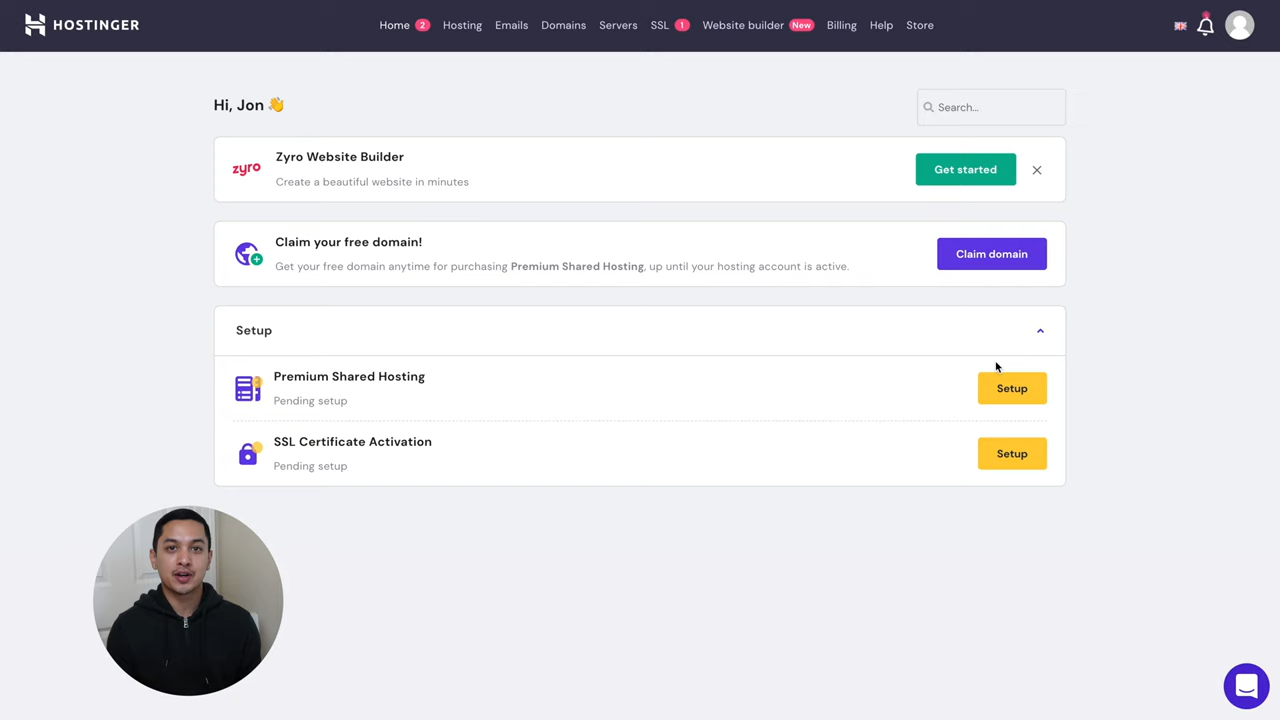 HOSTINGER
Home 2 Hosting Emails Domains Servers SSL 1 Website builder New Billing Help Store
Hi, Jon 👋
Search...
zyro
Zyro Website Builder
Create a beautiful website in minutes
Get started
Claim your free domain!
Get your free domain anytime for purchasing Premium Shared Hosting, up until your hosting account is active.
Claim domain
Setup
Premium Shared Hosting
Pending setup
Setup
SSL Certificate Activation
Pending setup
Setup